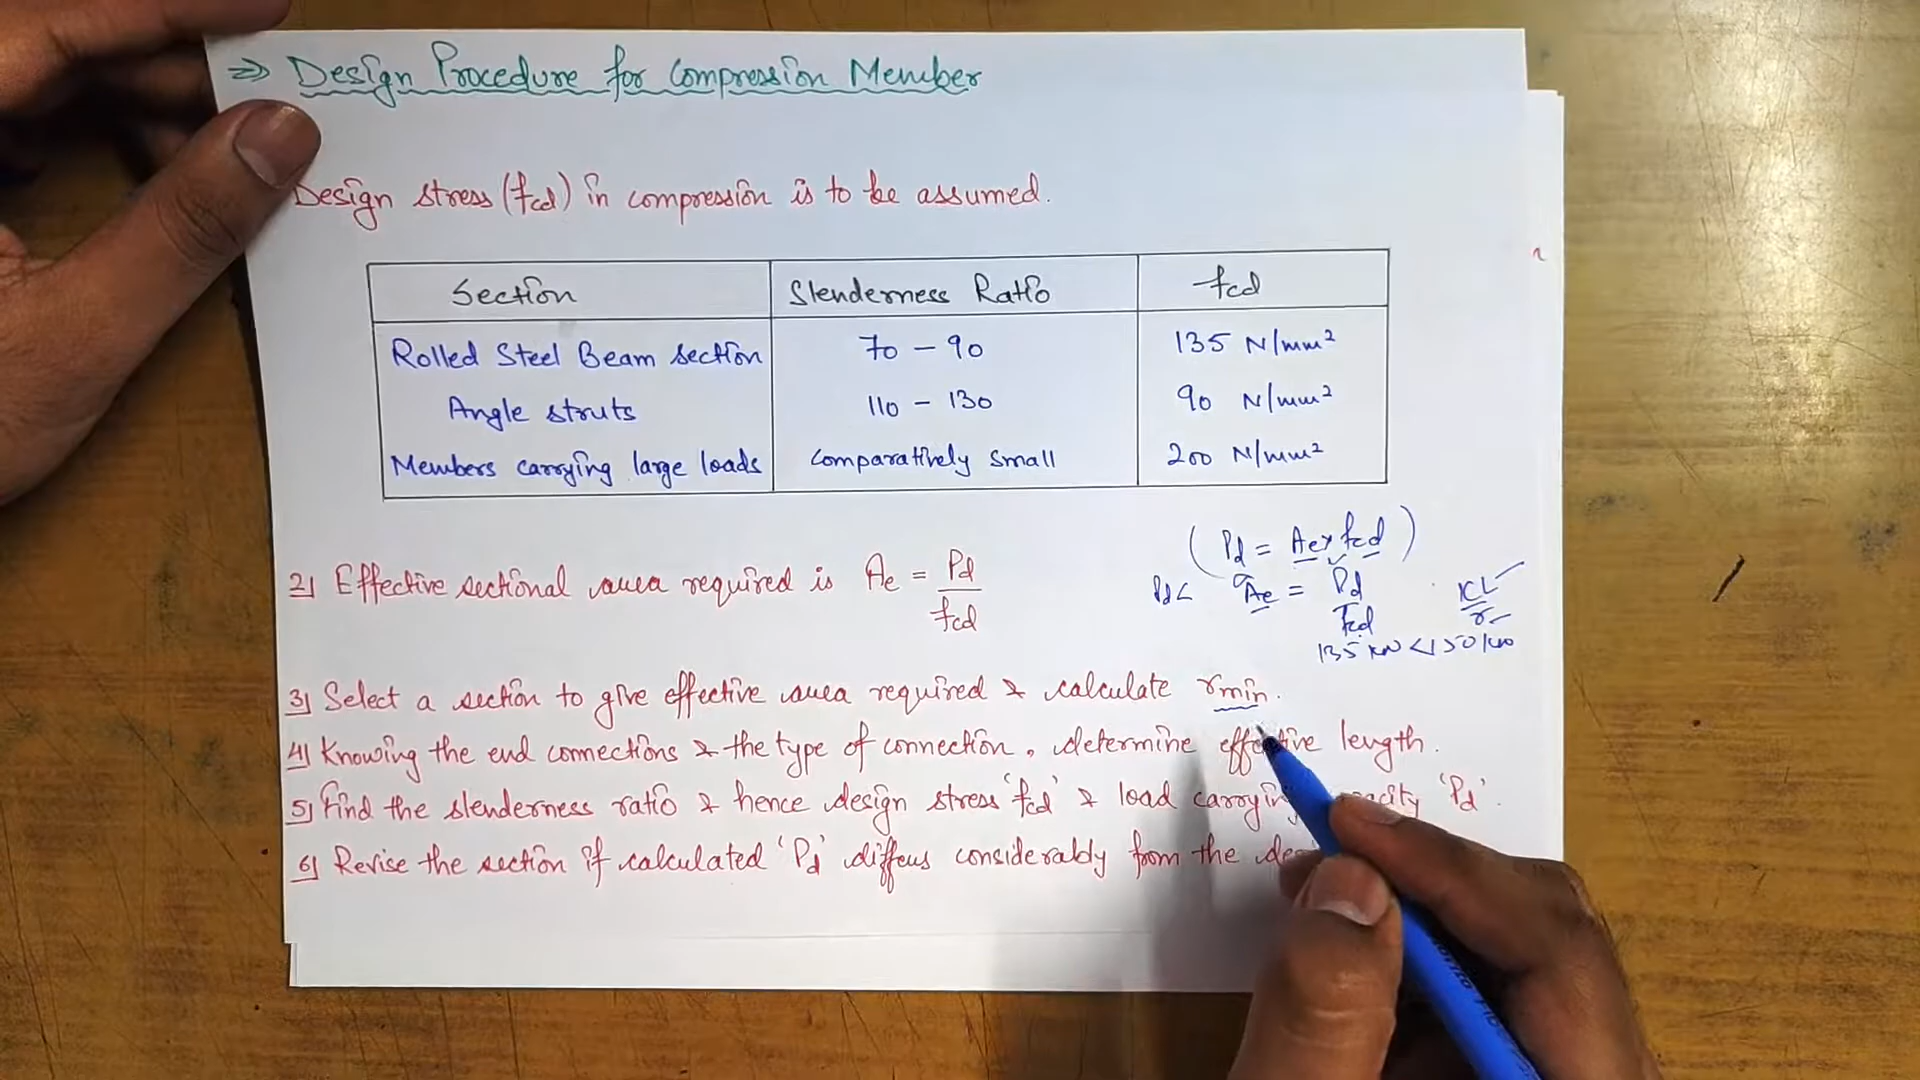 ⇒ Design Procedure for Compression Member
Design stress (fcd) in compression is to be assumed.
Section Slenderness Ratio fcd
Rolled Steel Beam section 70 - 90 135 N/mm²
Angle struts 110 - 130 90 N/mm²
Members carrying large loads Comparatively small 200 N/mm²
(Pd = Ae x fcd)
2] Effective sectional area required is Ae = Pd/fcd
Pd< Ae = Pd/fcd
KL/r
135 KN <150 KN
3] Select a section to give effective area required & calculate rmin.
4] Knowing the end connections & the type of connection, determine effective length.
5] Find the slenderness ratio & hence design stress 'fcd' & load carrying 'Pd'.
6] Revise the section if calculated 'Pd' differs considerably from the